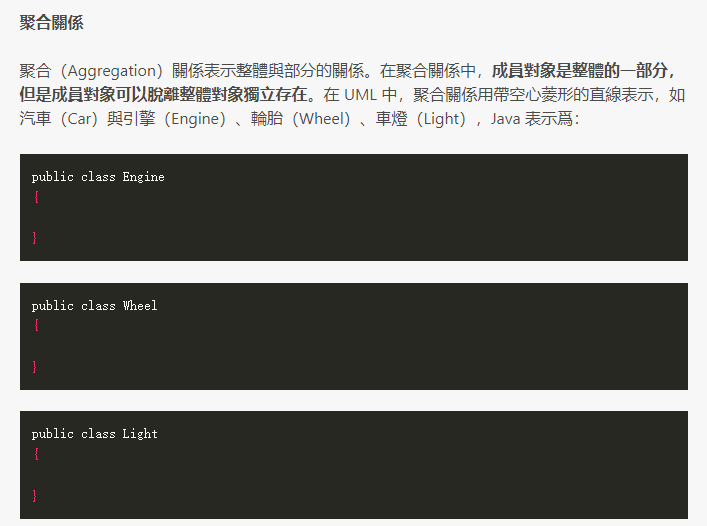 聚合關係
聚合（Aggregation）關係表示整體與部分的關係。在聚合關係中，成員對象是整體的一部分，
但是成員對象可以脫離整體對象獨立存在。在 UML 中，聚合關係用帶空心菱形的直線表示，如
汽車（Car）與引擎（Engine）、輪胎（Wheel）、車燈（Light），Java 表示爲：
public class Engine
{
}
public class Wheel
{
}
public class Light
{
}